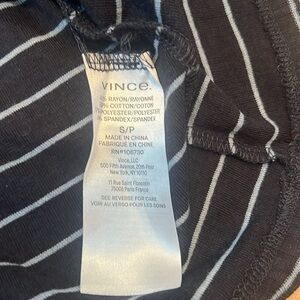 VINCE.
RAYON/RAYONNE
COTTON/COTON
POLYESTER/POLYESTER
SPANDEX/SPANDEX
S/P
MADE IN CHINA
FABRIQUÉ EN CHINE
RN#106730
Vince, LLC
500 Fifth Avenue, 20th Floor
New York, NY 10110
11 Rue Saint Florentin
75008 Paris France
SEE REVERSE FOR CARE
VOIR AU VERSO POUR LES SOINS